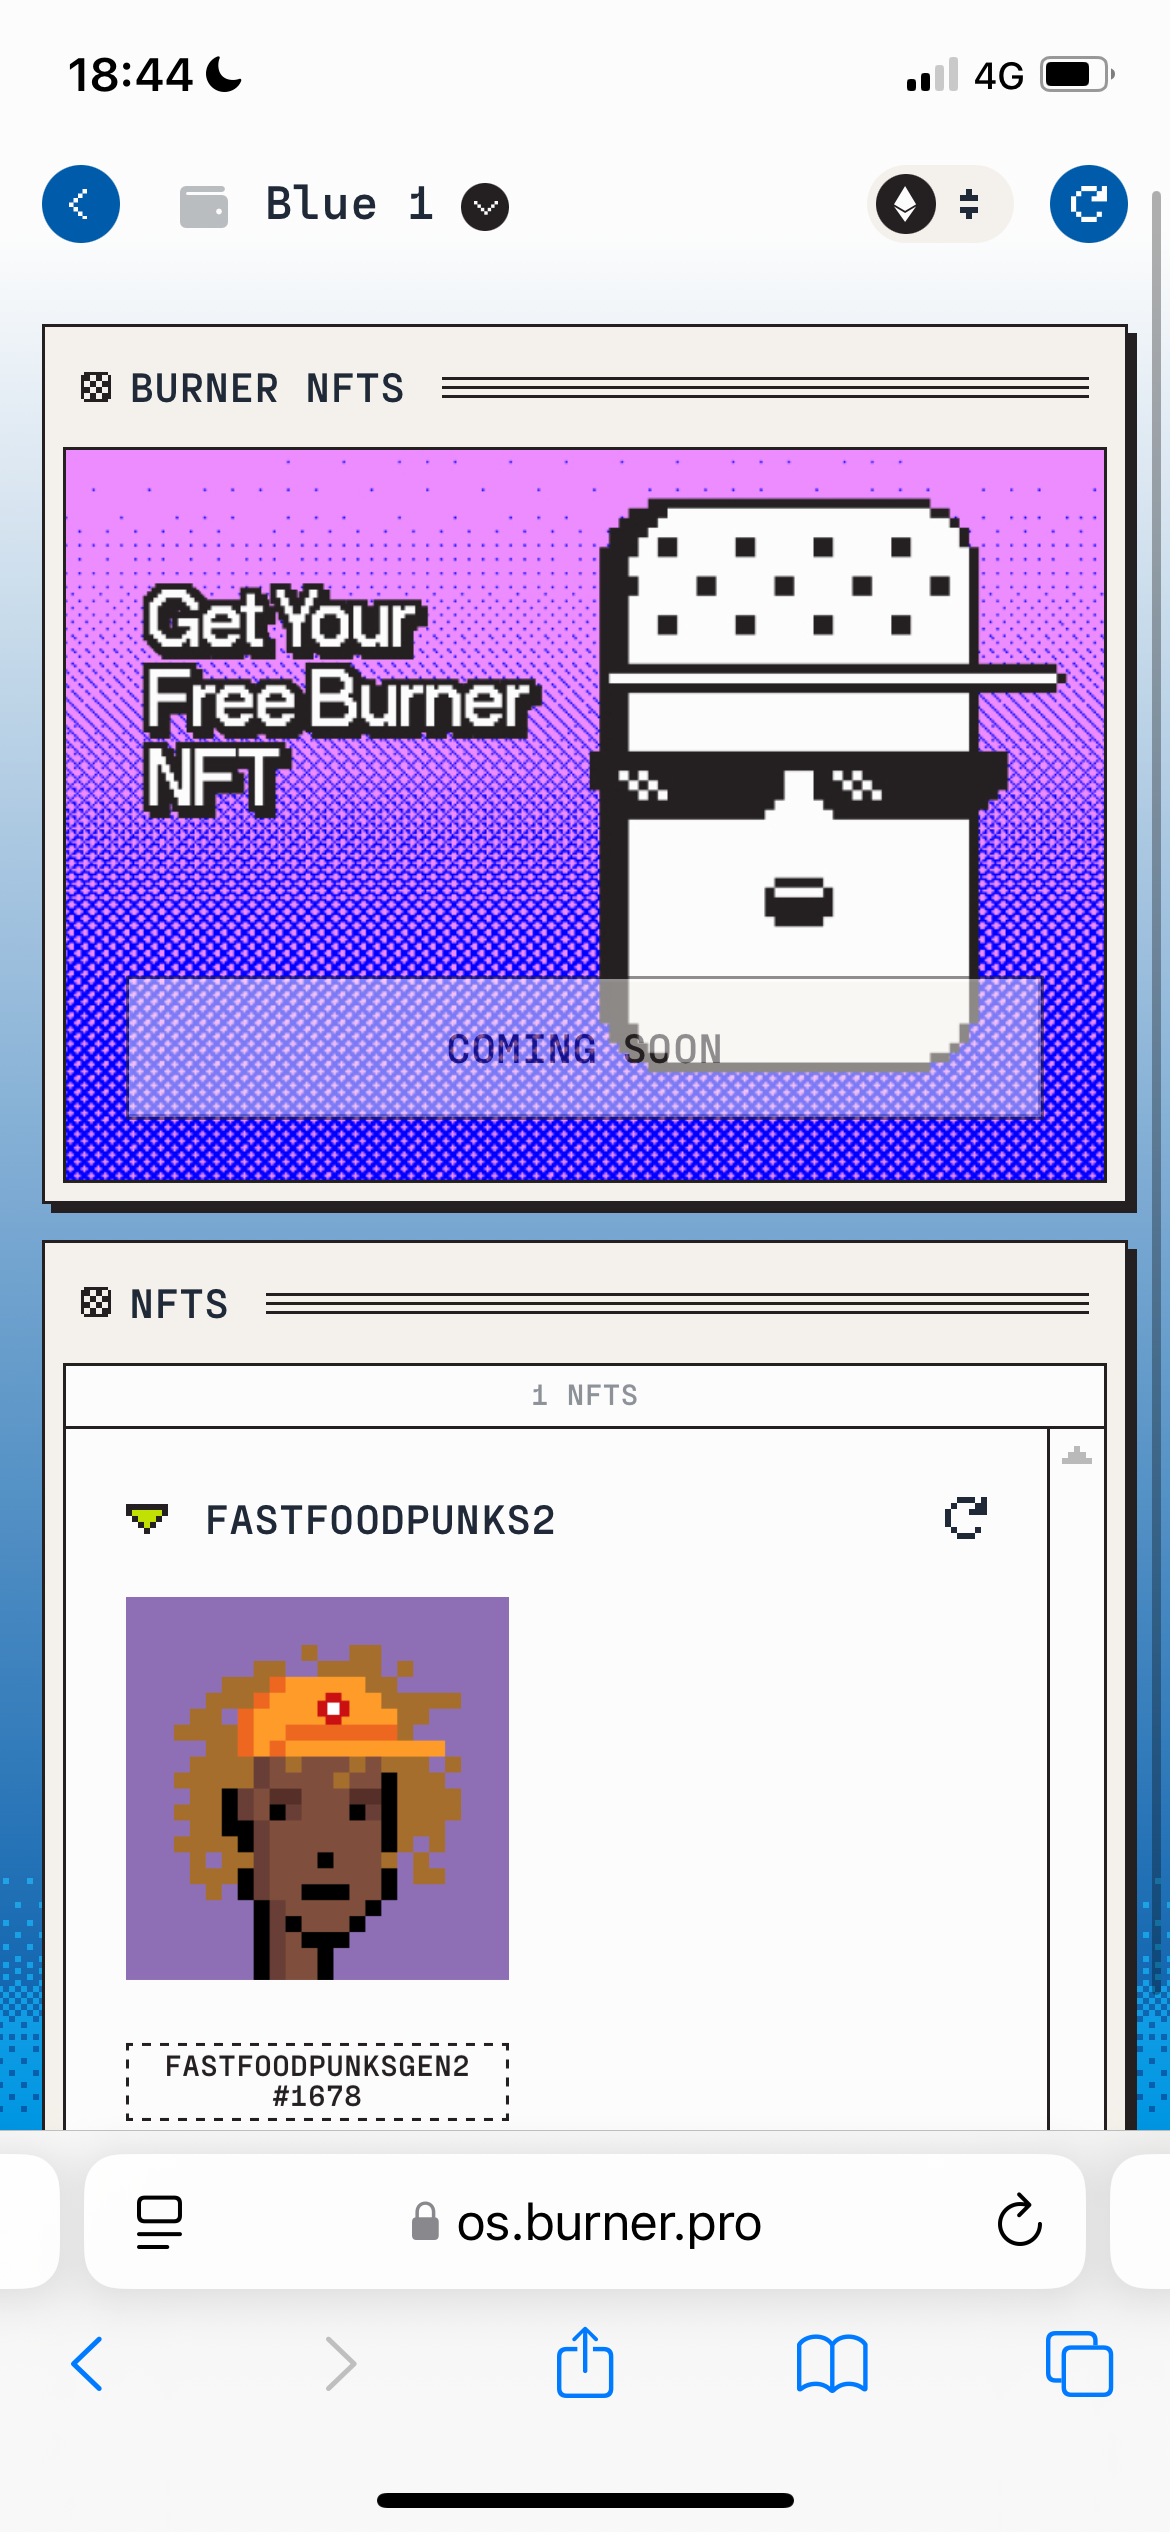 18:44
4G
Blue 1
BURNER NFTS
Get Your
Free Burner
NFT
COMING SOON
NFTS
1 NFTS
FASTFOODPUNKS2
FASTFOODPUNKSGEN2
#1678
os.burner.pro